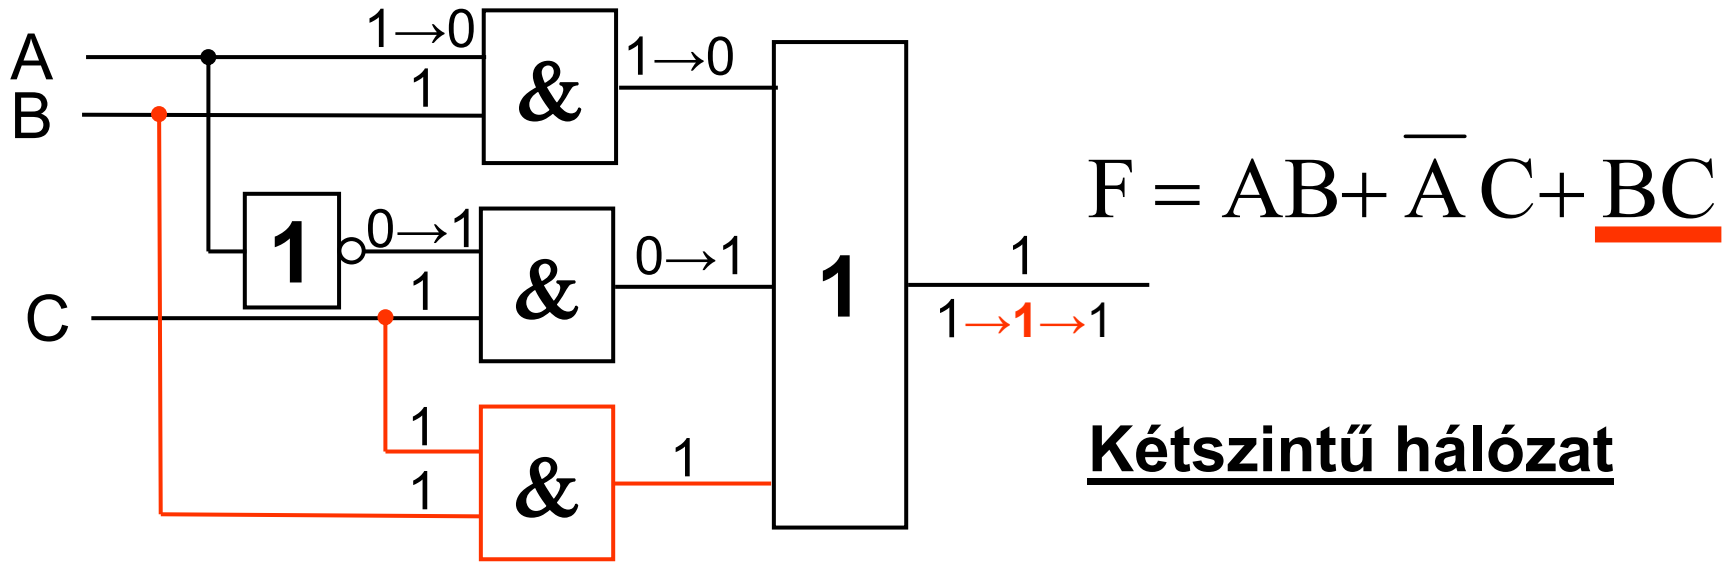 A 1→0 & 1→0
B 1
F = AB+ A̅ C+ BC
1 0→1 & 0→1 1 1
C 1 1→1→1
1 & 1
1
Kétszintű hálózat